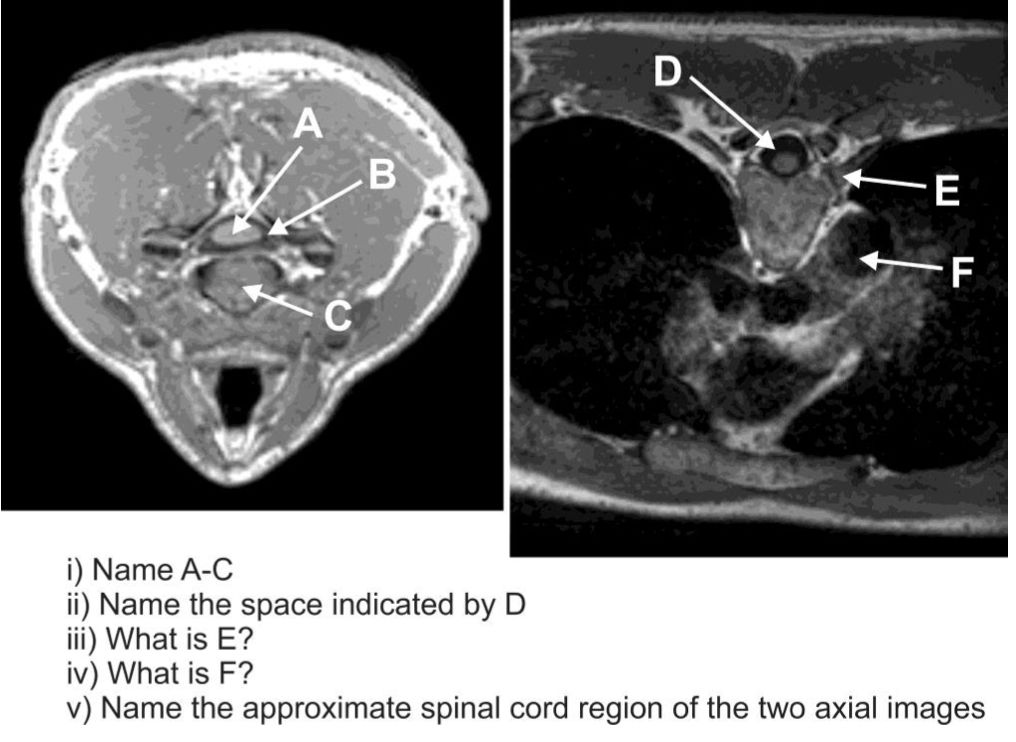 A
B
C
D
E
F
i) Name A-C
ii) Name the space indicated by D
iii) What is E?
iv) What is F?
v) Name the approximate spinal cord region of the two axial images